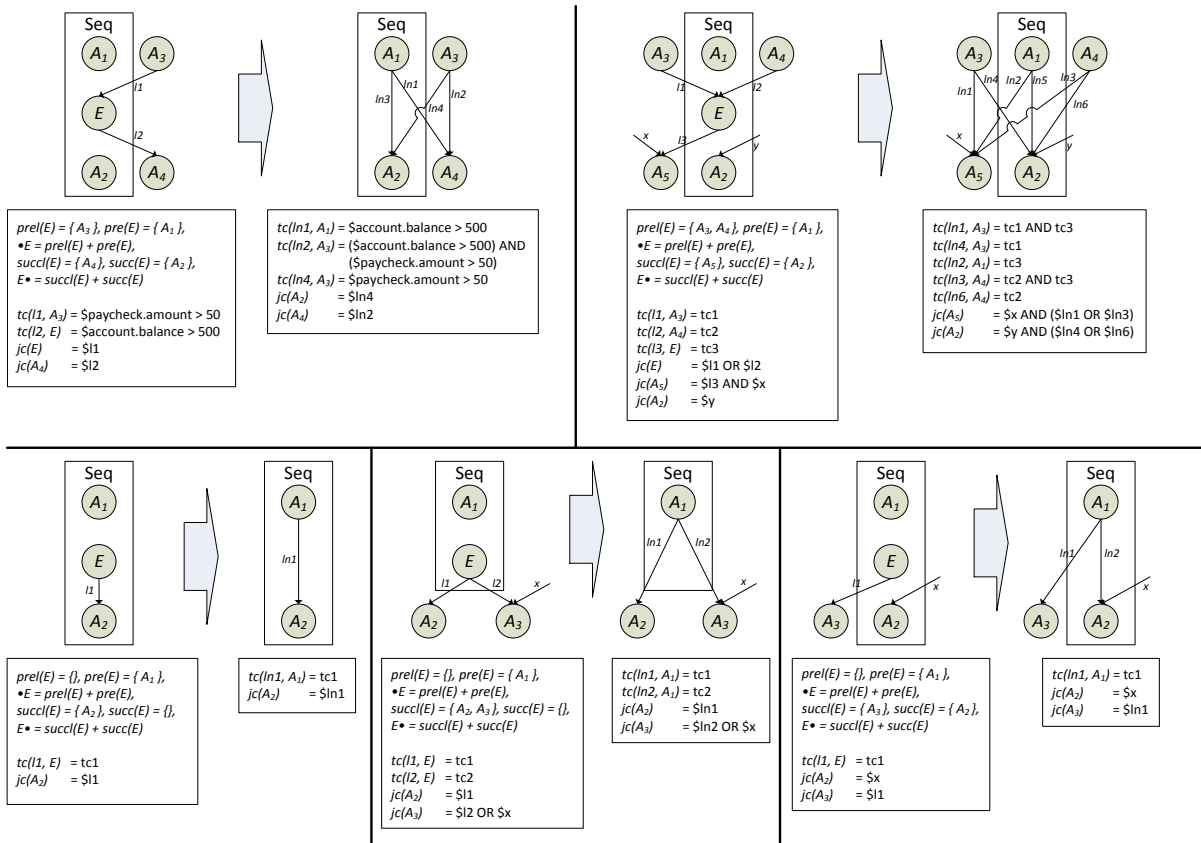 Seq
A1
A3
l1
E
l2
A2
A4
prel(E) = { A3 }, pre(E) = { A1 },
•E = prel(E) + pre(E),
succl(E) = { A4 }, succ(E) = { A2 },
E• = succl(E) + succ(E)
tc(l1, A3) = $paycheck.amount > 50
tc(l2, E) = $account.balance > 500
jc(E) = $l1
jc(A4) = $l2
Seq
A1
A3
ln1
ln3
ln2
ln4
A2
A4
tc(ln1, A1) = $account.balance > 500
tc(ln2, A3) = ($account.balance > 500) AND
($paycheck.amount > 50)
tc(ln4, A3) = $paycheck.amount > 50
jc(A2) = $ln4
jc(A4) = $ln2
Seq
A3
A1
A4
l1
l2
E
x
l3
y
A5
A2
prel(E) = { A3, A4}, pre(E) = { A1 },
•E = prel(E) + pre(E),
succl(E) = { A5}, succ(E) = { A2 },
E• = succl(E) + succ(E)
tc(l1, A3) = tc1
tc(l2, A4) = tc2
tc(l3, E) = tc3
jc(E) = $l1 OR $l2
jc(A5) = $l3 AND $x
jc(A2) = $y
Seq
A3
A1
A4
ln4
ln2
ln5
ln3
ln1
ln6
x
y
A5
A2
tc(ln1, A3) = tc1 AND tc3
tc(ln4, A3) = tc1
tc(ln2, A1) = tc3
tc(ln3, A4) = tc2 AND tc3
tc(ln6, A4) = tc2
jc(A5) = $x AND ($ln1 OR $ln3)
jc(A2) = $y AND ($ln4 OR $ln6)
Seq
A1
E
l1
A2
prel(E) = {}, pre(E) = { A1 },
•E = prel(E) + pre(E),
succl(E) = { A2 }, succ(E) = {},
E• = succl(E) + succ(E)
tc(l1, E) = tc1
jc(A2) = $l1
Seq
A1
ln1
A2
tc(ln1, A1) = tc1
jc(A2) = $ln1
Seq
A1
E
l1
l2
x
A2
A3
prel(E) = {}, pre(E) = { A1 },
•E = prel(E) + pre(E),
succl(E) = { A2, A3 }, succ(E) = {},
E• = succl(E) + succ(E)
tc(l1, E) = tc1
tc(l2, E) = tc2
jc(A2) = $l1
jc(A3) = $l2 OR $x
Seq
A1
ln1
ln2
x
A2
A3
tc(ln1, A1) = tc1
tc(ln2, A1) = tc2
jc(A2) = $ln1
jc(A3) = $ln2 OR $x
Seq
A1
E
l1
x
A3
A2
prel(E) = {}, pre(E) = { A1 },
•E = prel(E) + pre(E),
succl(E) = { A3 }, succ(E) = { A2 },
E• = succl(E) + succ(E)
tc(l1, E) = tc1
jc(A2) = $x
jc(A3) = $l1
Seq
A1
ln1
ln2
x
A3
A2
tc(ln1, A1) = tc1
jc(A2) = $x
jc(A3) = $ln1